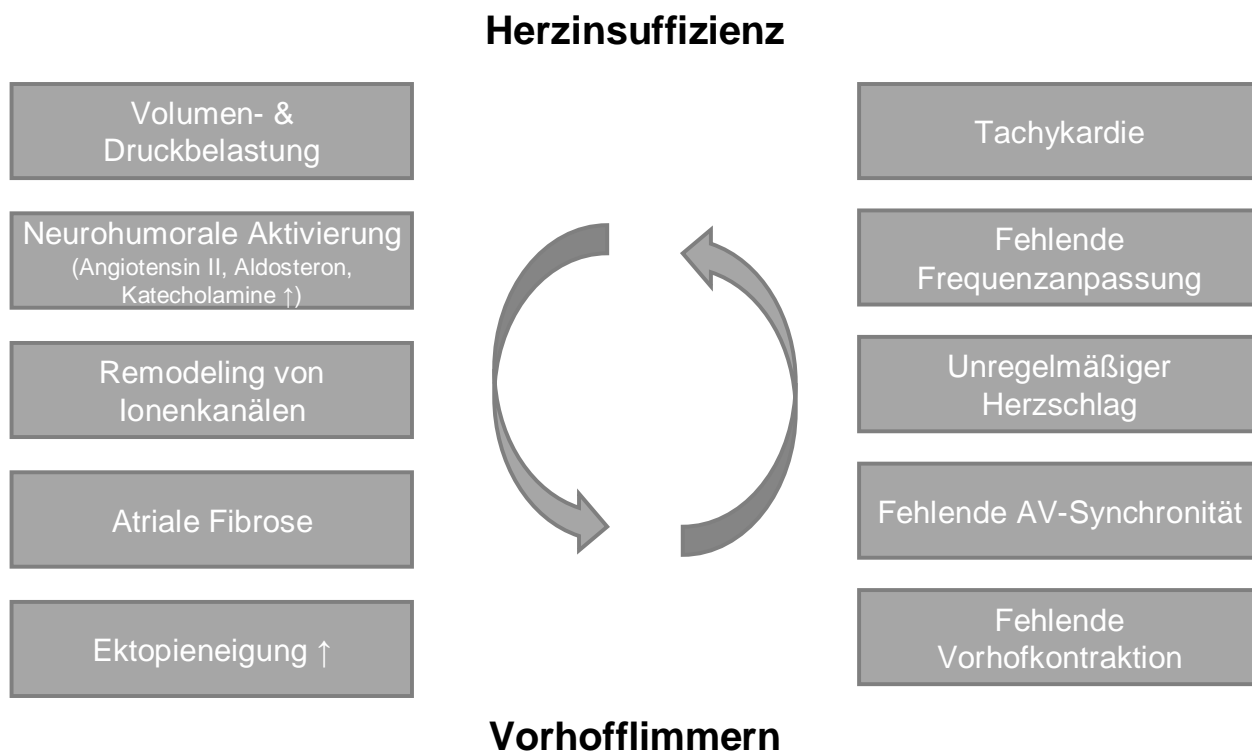 Herzinsuffizienz
Volumen- &
Druckbelastung
Neurohumorale Aktivierung
(Angiotensin II, Aldosteron,
Katecholamine ↑)
Remodeling von
Ionenkanälen
Atriale Fibrose
Ektopieneigung ↑
Tachykardie
Fehlende
Frequenzanpassung
Unregelmäßiger
Herzschlag
Fehlende AV-Synchronität
Fehlende
Vorhofkontraktion
Vorhofflimmern